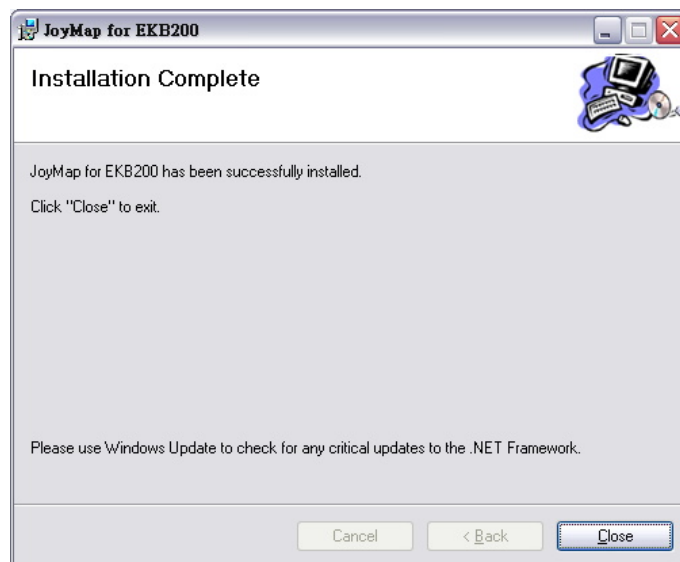 JoyMap for EKB200
Installation Complete
JoyMap for EKB200 has been successfully installed.
Click "Close" to exit.
Please use Windows Update to check for any critical updates to the .NET Framework.
Cancel
< Back
Close